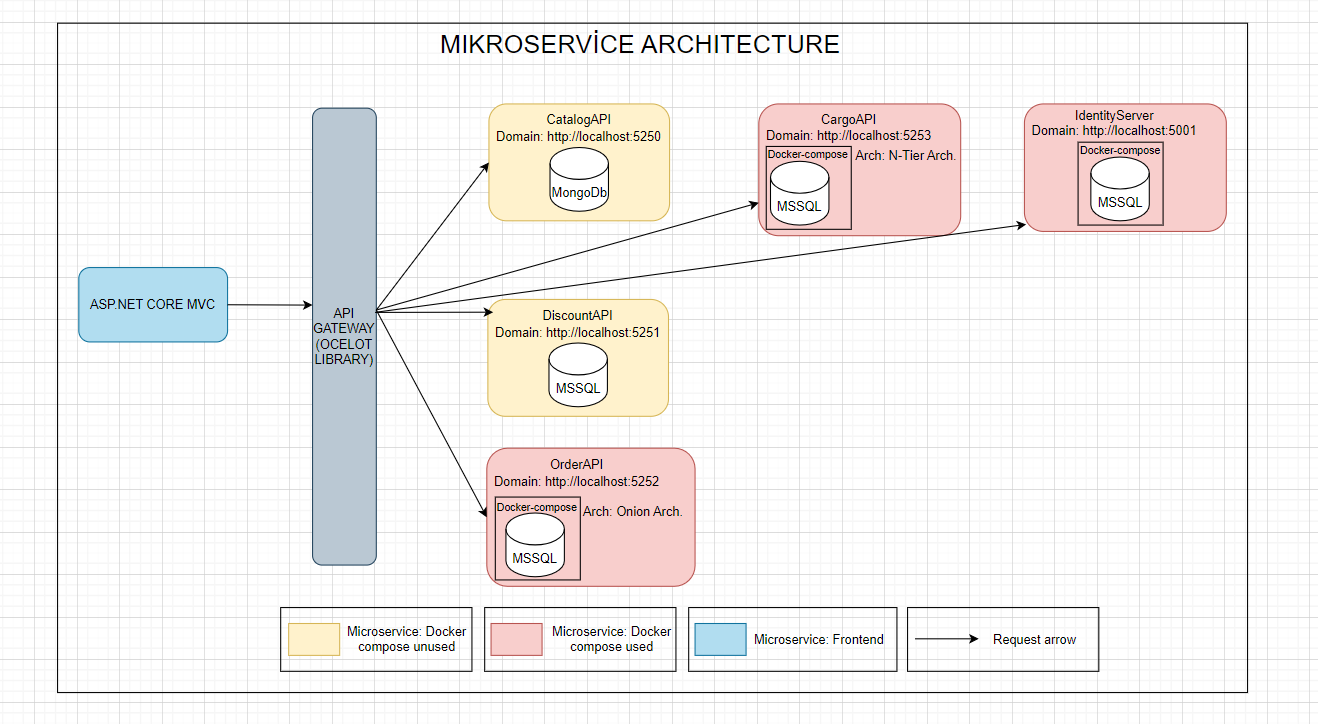 MIKROSERVİCE ARCHITECTURE
ASP.NET CORE MVC
API
GATEWAY
(OCELOT
LIBRARY)
CatalogAPI
Domain: http://localhost:5250
MongoDb
CargoAPI
Domain: http://localhost:5253
Docker-compose
Arch: N-Tier Arch.
MSSQL
IdentityServer
Domain: http://localhost:5001
Docker-compose
MSSQL
DiscountAPI
Domain: http://localhost:5251
MSSQL
OrderAPI
Domain: http://localhost:5252
Docker-compose
Arch: Onion Arch.
MSSQL
Microservice: Docker
compose unused
Microservice: Docker
compose used
Microservice: Frontend
Request arrow